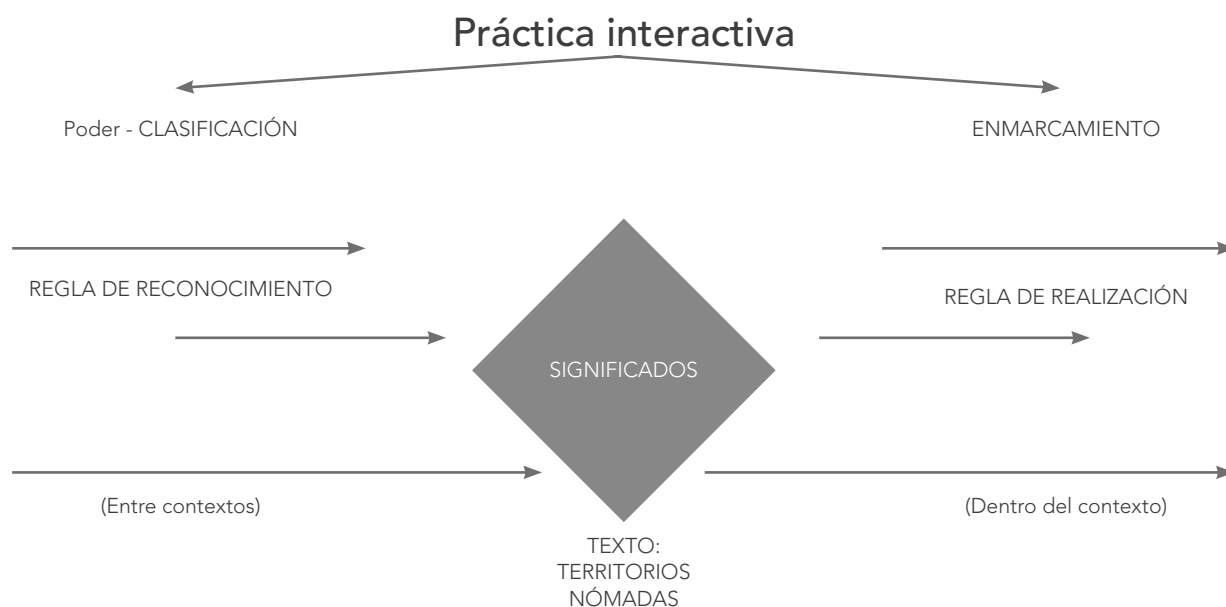 Práctica interactiva
Poder - CLASIFICACIÓN
ENMARCAMIENTO
REGLA DE RECONOCIMIENTO
REGLA DE REALIZACIÓN
SIGNIFICADOS
(Entre contextos)
(Dentro del contexto)
TEXTO:
TERRITORIOS
NÓMADAS